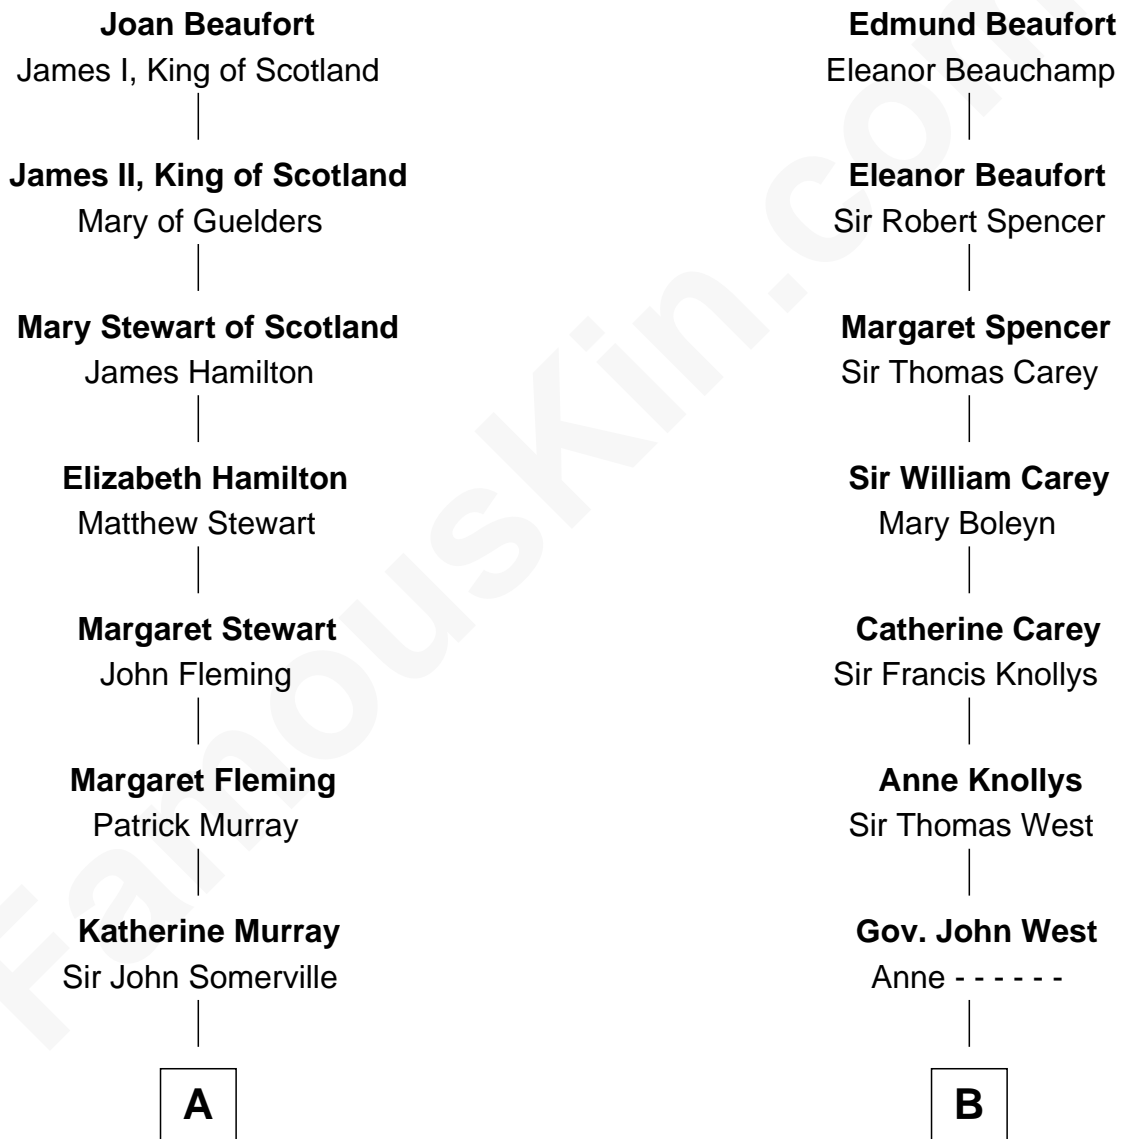 Joan Beaufort
James I, King of Scotland
James II, King of Scotland
Mary of Guelders
Mary Stewart of Scotland
James Hamilton
Elizabeth Hamilton
Matthew Stewart
Margaret Stewart
John Fleming
Margaret Fleming
Patrick Murray
Katherine Murray
Sir John Somerville
A
Edmund Beaufort
Eleanor Beauchamp
Eleanor Beaufort
Sir Robert Spencer
Margaret Spencer
Sir Thomas Carey
Sir William Carey
Mary Boleyn
Catherine Carey
Sir Francis Knollys
Anne Knollys
Sir Thomas West
Gov. John West
Anne - - - - - -
B
FamousKin.com